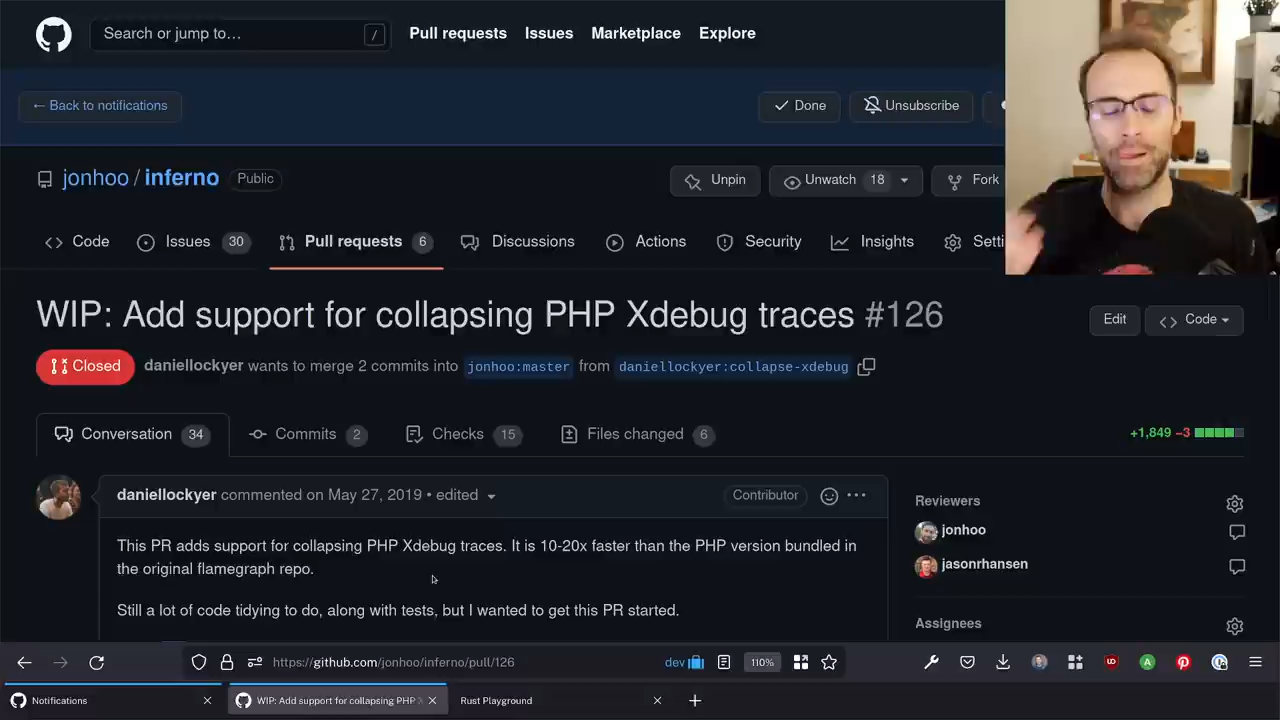 Search or jump to…
/
Pull requests
Issues
Marketplace
Explore
← Back to notifications
Done
Unsubscribe
jonhoo / inferno
Public
Unpin
Unwatch 18
Fork
Code
Issues 30
Pull requests 6
Discussions
Actions
Security
Insights
Setti
WIP: Add support for collapsing PHP Xdebug traces #126
Edit
Code
Closed
daniellockyer wants to merge 2 commits into jonhoo:master from daniellockyer:collapse-xdebug
Conversation 34
Commits 2
Checks 15
Files changed 6
+1,849 −3
daniellockyer commented on May 27, 2019 • edited
Contributor
This PR adds support for collapsing PHP Xdebug traces. It is 10-20x faster than the PHP version bundled in
the original flamegraph repo.
Still a lot of code tidying to do, along with tests, but I wanted to get this PR started.
Reviewers
jonhoo
jasonrhansen
Assignees
https://github.com/jonhoo/inferno/pull/126
dev
110%
Notifications
WIP: Add support for collapsing PHP
Rust Playground